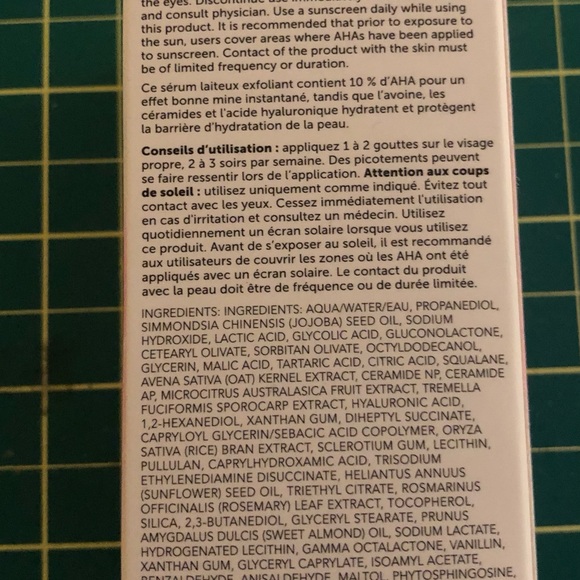 the eyes. Discontinue use
and consult physician. Use a sunscreen daily while using
this product. It is recommended that prior to exposure to
the sun, users cover areas where AHAs have been applied
to sunscreen. Contact of the product with the skin must
be of limited frequency or duration.
Ce sérum laiteux exfoliant contient 10 % d’AHA pour un
effet bonne mine instantané, tandis que l’avoine, les
céramides et l’acide hyaluronique hydratent et protègent
la barrière d’hydratation de la peau.
Conseils d’utilisation : appliquez 1 à 2 gouttes sur le visage
propre, 2 à 3 soirs par semaine. Des picotements peuvent
se faire ressentir lors de l’application. Attention aux coups
de soleil : utilisez uniquement comme indiqué. Évitez tout
contact avec les yeux. Cessez immédiatement l’utilisation
en cas d’irritation et consultez un médecin. Utilisez
quotidiennement un écran solaire lorsque vous utilisez
ce produit. Avant de s’exposer au soleil, il est recommandé
aux utilisateurs de couvrir les zones où les AHA ont été
appliqués avec un écran solaire. Le contact du produit
avec la peau doit être de fréquence ou de durée limitée.
INGREDIENTS: INGREDIENTS: AQUA/WATER/EAU, PROPANEDIOL,
SIMMONDSIA CHINENSIS (JOJOBA) SEED OIL, SODIUM
HYDROXIDE, LACTIC ACID, GLYCOLIC ACID, GLUCONOLACTONE,
CETEARYL OLIVATE, SORBITAN OLIVATE, OCTYLDODECANOL,
GLYCERIN, MALIC ACID, TARTARIC ACID, CITRIC ACID, SQUALANE,
AVENA SATIVA (OAT) KERNEL EXTRACT, CERAMIDE NP, CERAMIDE
AP, MICROCITRUS AUSTRALASICA FRUIT EXTRACT, TREMELLA
FUCIFORMIS SPOROCARP EXTRACT, HYALURONIC ACID,
1,2-HEXANEDIOL, XANTHAN GUM, DIHEPTYL SUCCINATE,
CAPRYLOYL GLYCERIN/SEBACIC ACID COPOLYMER, ORYZA
SATIVA (RICE) BRAN EXTRACT, SCLEROTIUM GUM, LECITHIN,
PULLULAN, CAPRYLHYDROXAMIC ACID, TRISODIUM
ETHYLENEDIAMINE DISUCCINATE, HELIANTHUS ANNUUS
(SUNFLOWER) SEED OIL, TRIETHYL CITRATE, ROSMARINUS
OFFICINALIS (ROSEMARY) LEAF EXTRACT, TOCOPHEROL,
SILICA, 2,3-BUTANEDIOL, GLYCERYL STEARATE, PRUNUS
AMYGDALUS DULCIS (SWEET ALMOND) OIL, SODIUM LACTATE,
HYDROGENATED LECITHIN, GAMMA OCTALACTONE, VANILLIN,
XANTHAN GUM, GLYCERYL CAPRYLATE, ISOAMYL ACETATE,
BENZALDEHYDE, ANISALDEHYDE, MALTOL, PHYTOSPHINGOSINE,